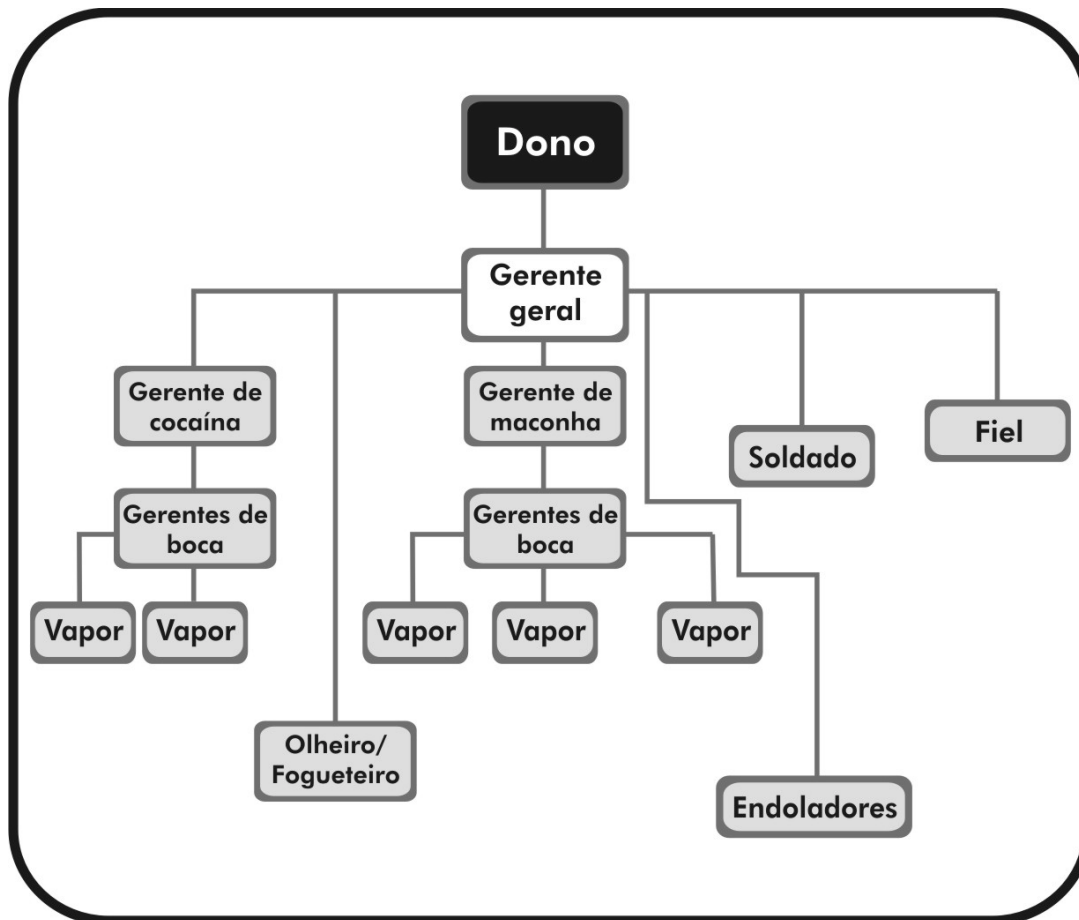 Dono
Gerente
geral
Gerente de
cocaína
Gerente de
maconha
Soldado
Fiel
Gerentes de
boca
Gerentes de
boca
Vapor
Vapor
Vapor
Vapor
Vapor
Olheiro/
Fogueteiro
Endoladores